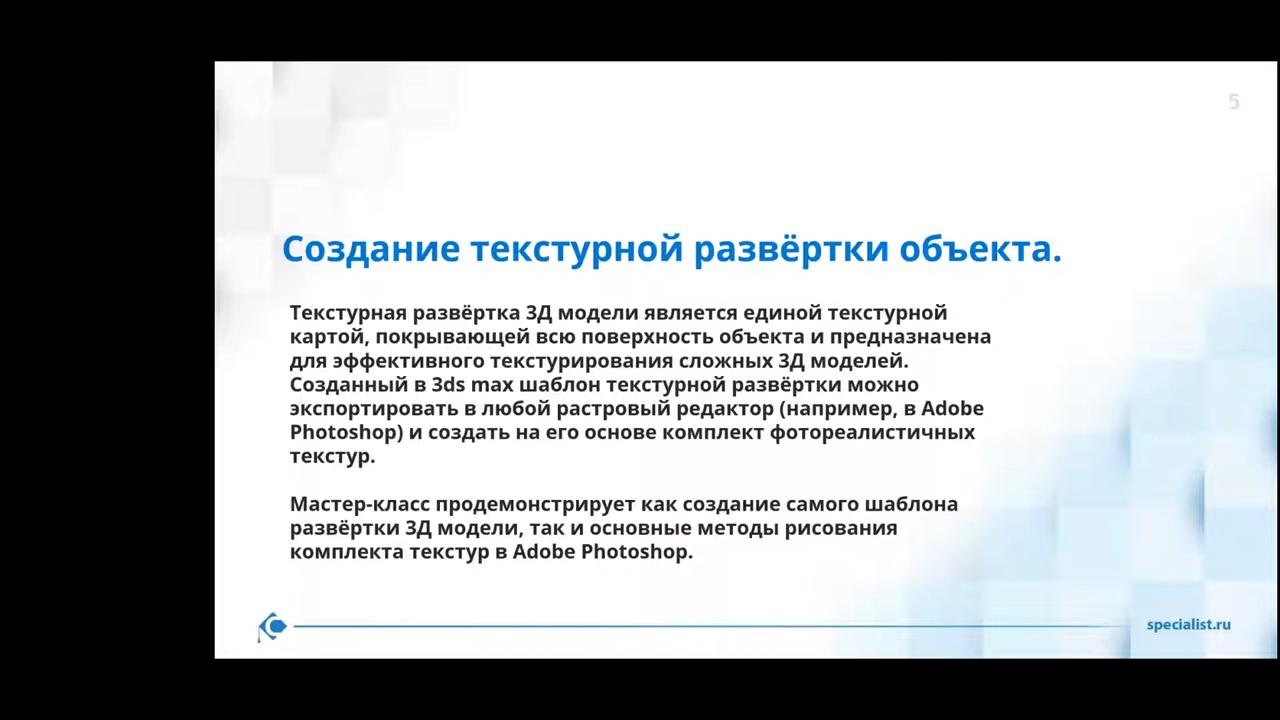 5
Создание текстурной развёртки объекта.
Текстурная развёртка 3Д модели является единой текстурной
картой, покрывающей всю поверхность объекта и предназначена
для эффективного текстурирования сложных 3Д моделей.
Созданный в 3ds max шаблон текстурной развёртки можно
экспортировать в любой растровый редактор (например, в Adobe
Photoshop) и создать на его основе комплект фотореалистичных
текстур.
Мастер-класс продемонстрирует как создание самого шаблона
развёртки 3Д модели, так и основные методы рисования
комплекта текстур в Adobe Photoshop.
specialist.ru